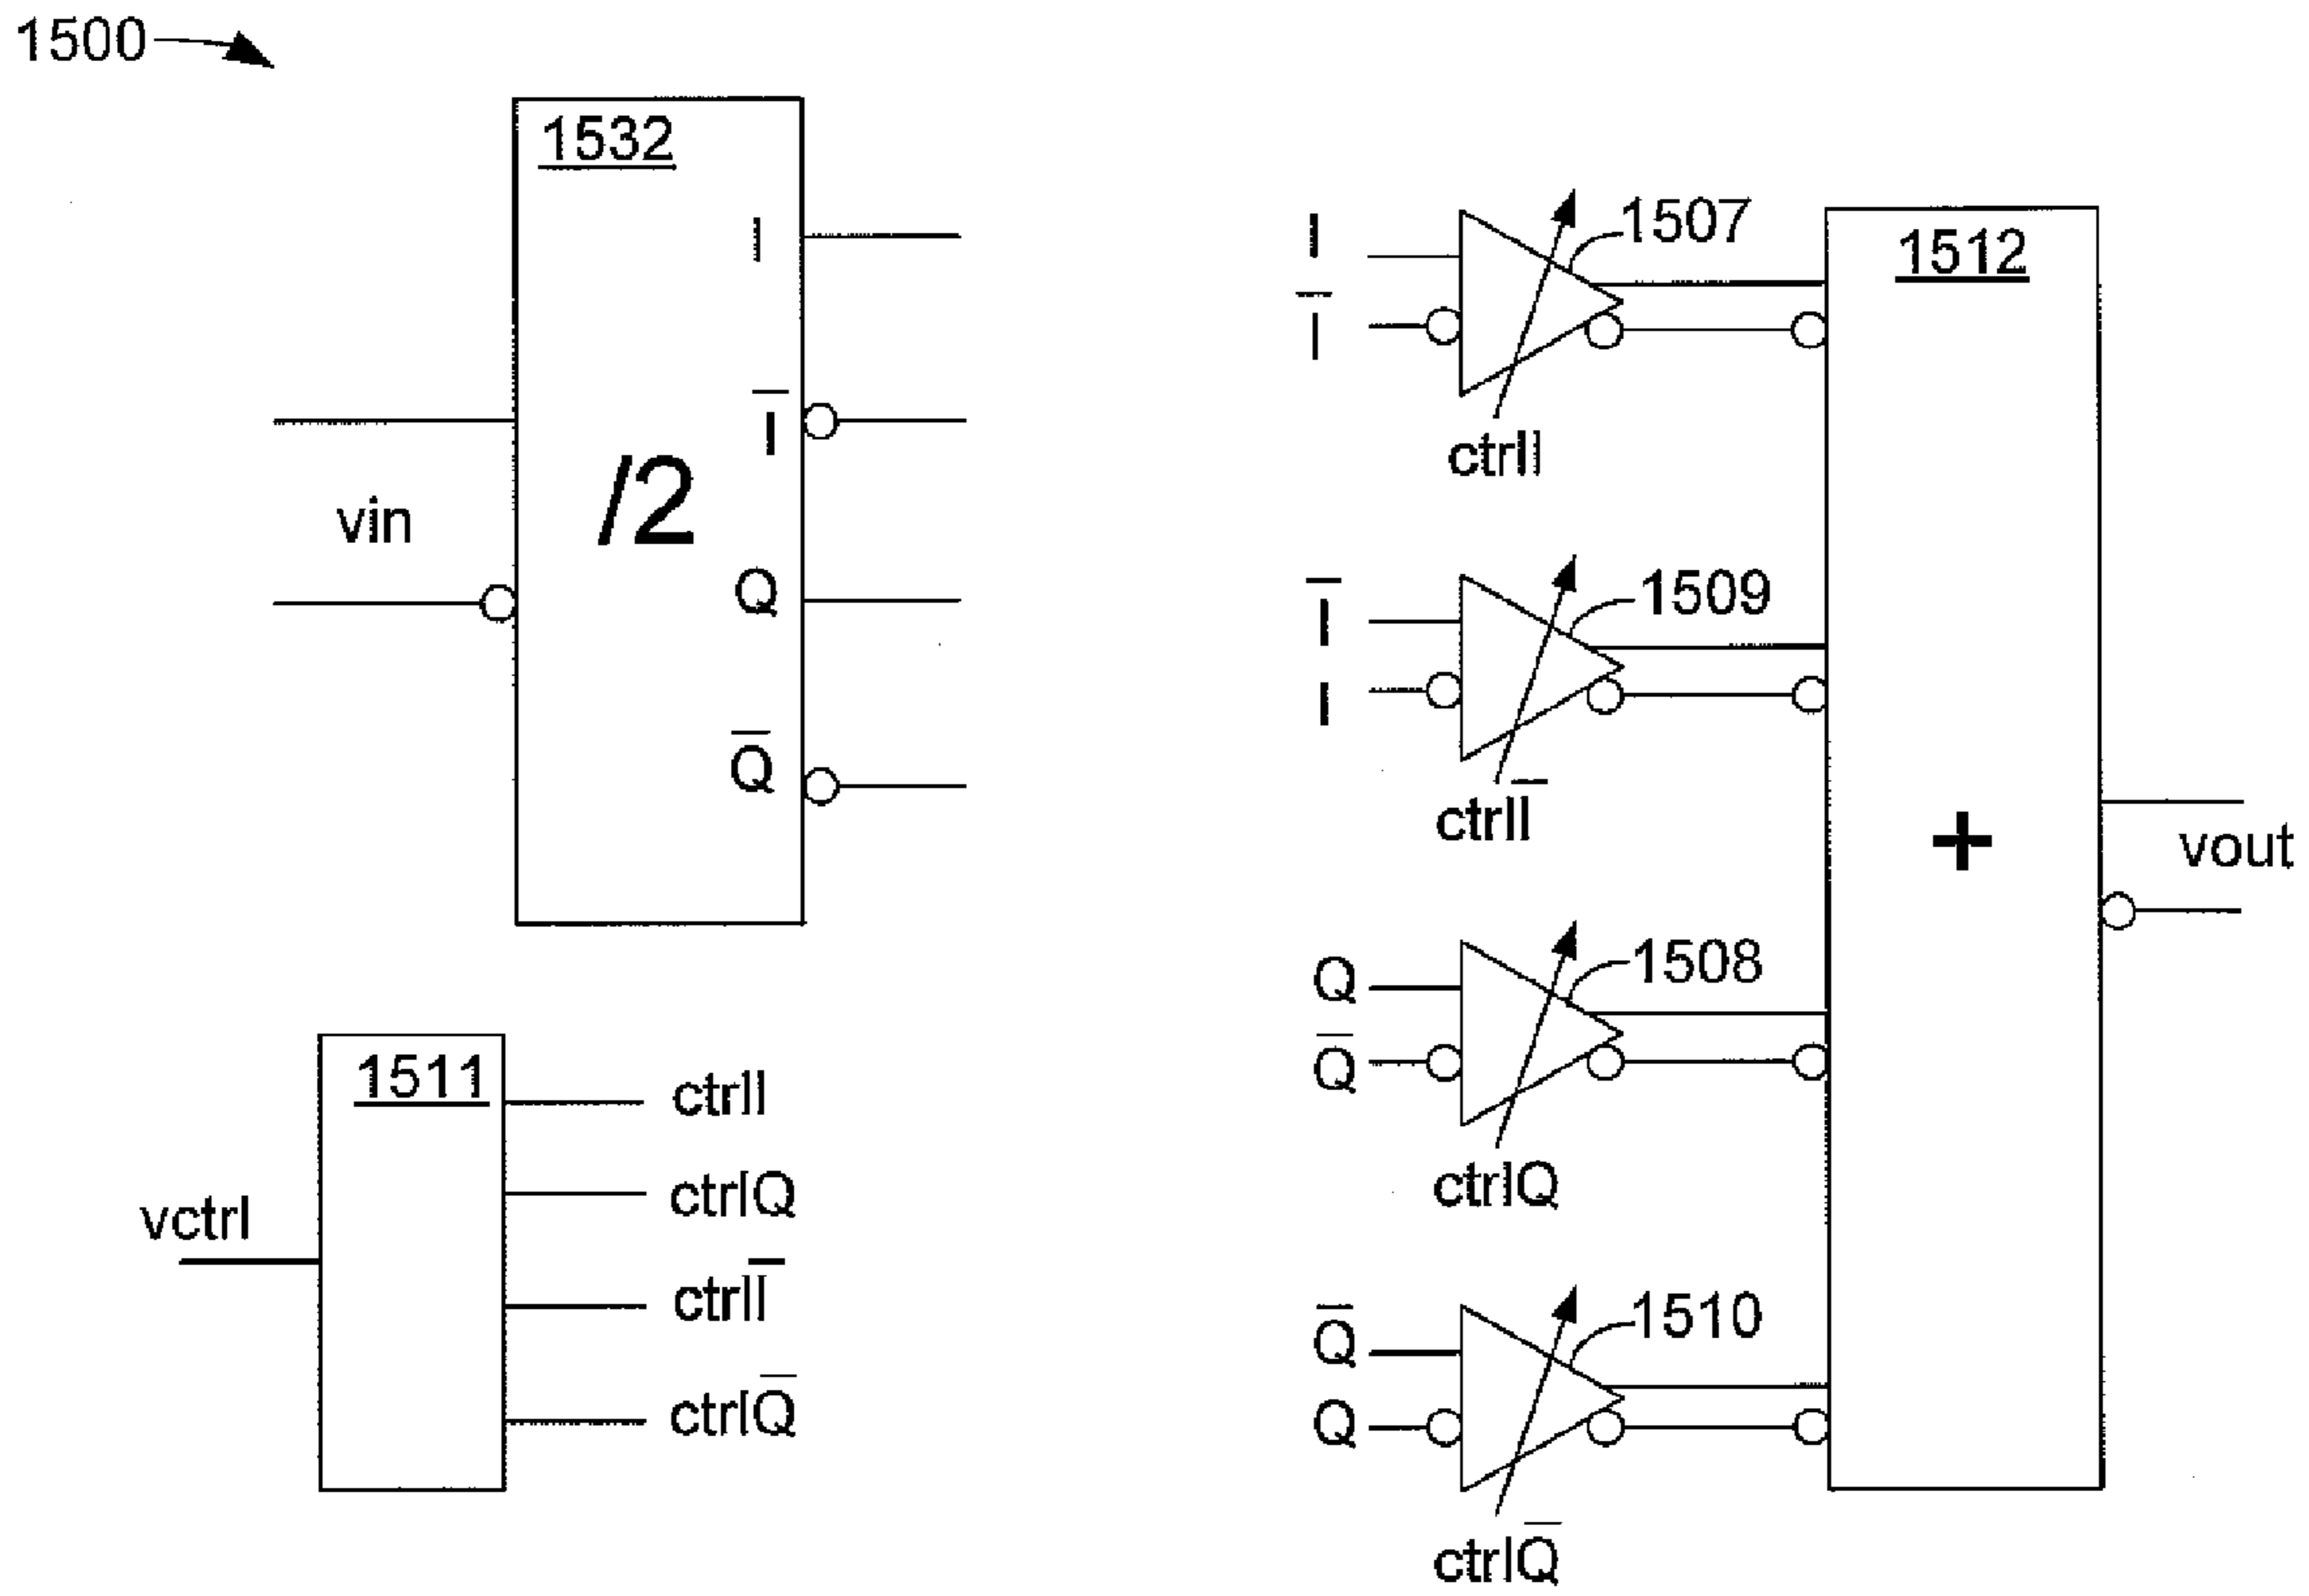 1500
1532
I
I̅
/2
vin
Q
Q̅
1511
vctrl
ctrlI
ctrlQ
ctrlI̅
ctrlQ̅
I
I̅
1507
ctrlI
I̅
I
1509
ctrlI̅
Q
Q̅
1508
ctrlQ
Q̅
Q
1510
ctrlQ̅
1512
+
vout